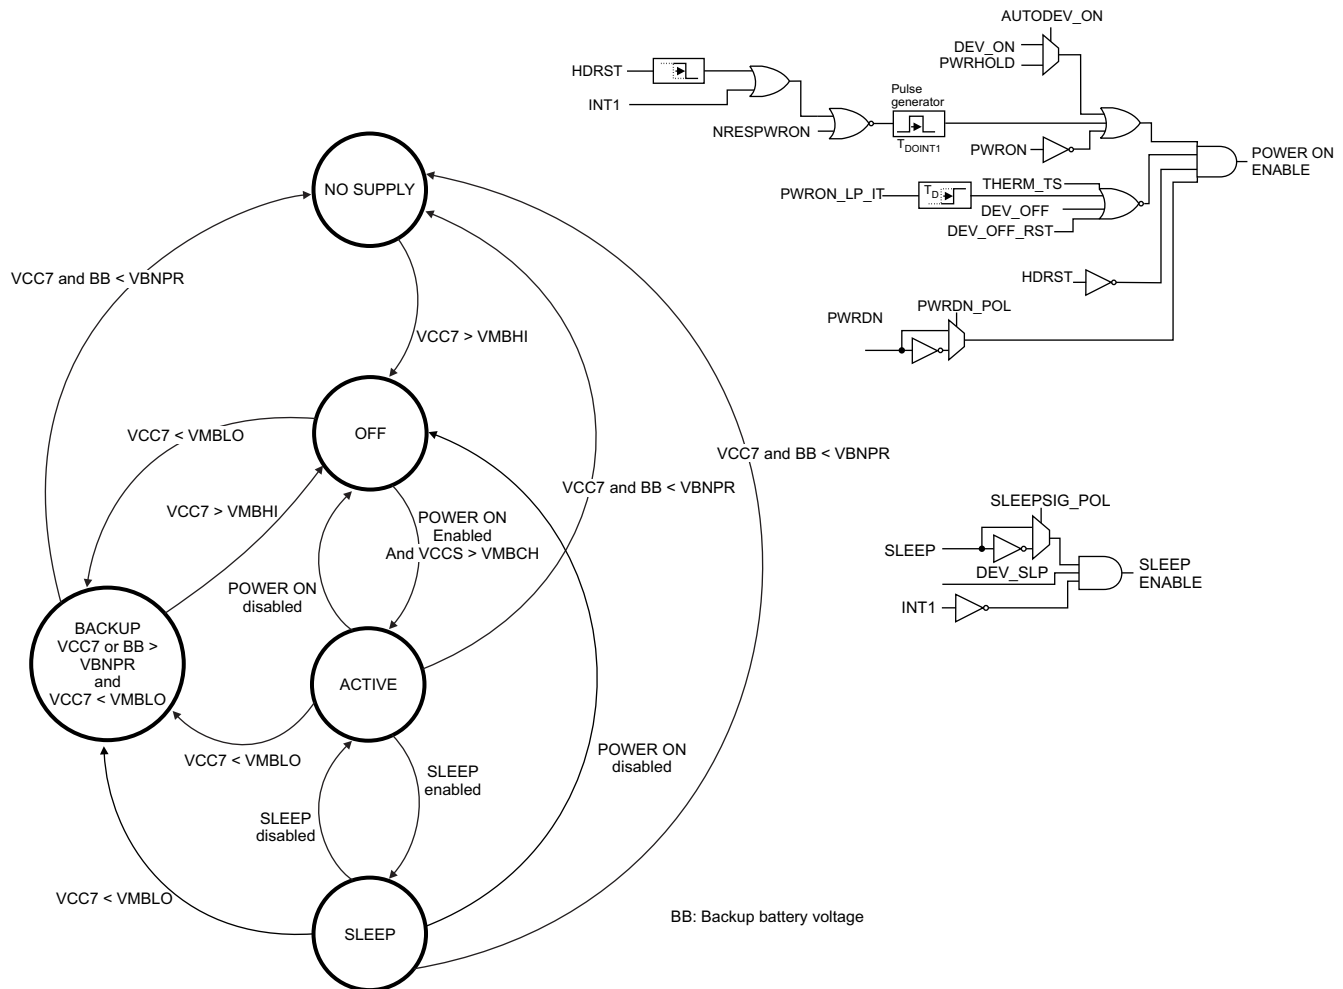 AUTODEV_ON
DEV_ON
PWRHOLD
HDRST
INT1
Pulse
generator
NRESPWRON
TDOINT1
PWRON
POWER ON
ENABLE
PWRON_LP_IT
TD
THERM_TS
DEV_OFF
DEV_OFF_RST
HDRST
PWRDN
PWRDN_POL
NO SUPPLY
VCC7 and BB < VBNPR
VCC7 > VMBHI
OFF
VCC7 < VMBLO
VCC7 > VMBHI
VCC7 and BB < VBNPR
VCC7 and BB < VBNPR
POWER ON
Enabled
And VCCS > VMBCH
POWER ON
disabled
BACKUP
VCC7 or BB >
VBNPR
and
VCC7 < VMBLO
ACTIVE
VCC7 < VMBLO
POWER ON
disabled
SLEEP
enabled
SLEEP
disabled
VCC7 < VMBLO
SLEEP
SLEEPSIG_POL
SLEEP
DEV_SLP
INT1
SLEEP
ENABLE
BB: Backup battery voltage